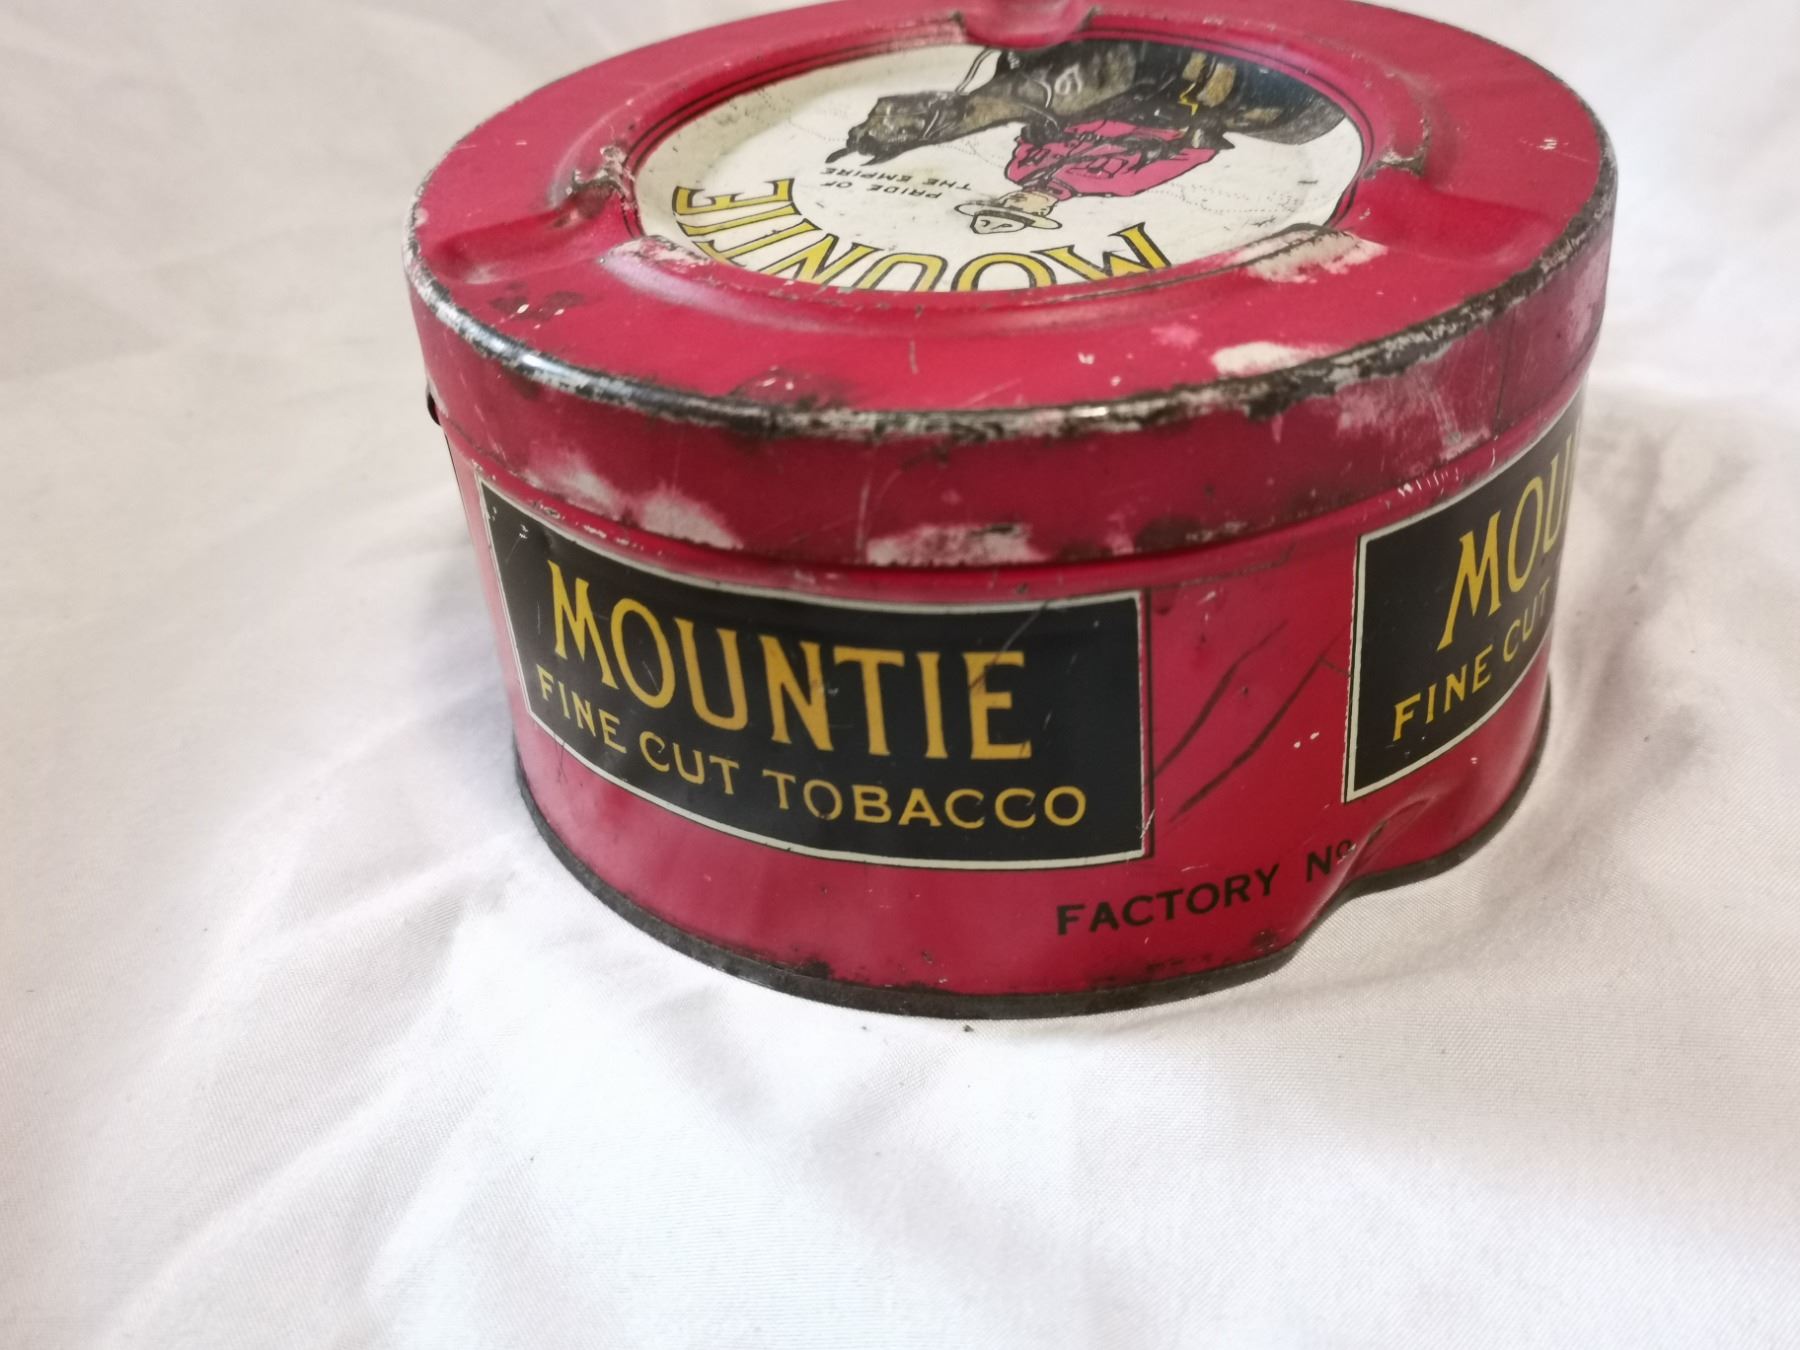 MOUNTIE
PRIDE OF
THE EMPIRE
MOUNTIE
FINE CUT TOBACCO
MOU
FINE CUT
FACTORY Nº